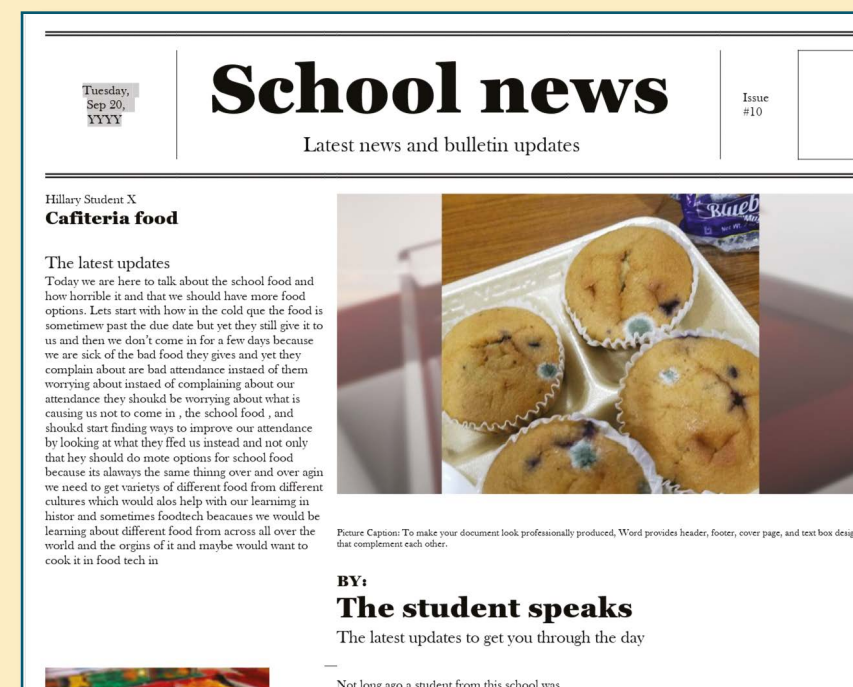 Tuesday,
Sep 20,
YYYY
School news
Latest news and bulletin updates
Issue
#10
Hillary Student X
Cafiteria food
The latest updates
Today we are here to talk about the school food and
how horrible it and that we should have more food
options. Lets start with how in the cold que the food is
sometimew past the due date but yet they still give it to
us and then we don't come in for a few days because
we are sick of the bad food they gives and yet they
complain about are bad attendance instaed of them
worrying about instaed of complaining about our
attendance they shoukd be worrying about what is
causing us not to come in , the school food , and
shoukd start finding ways to improve our attendance
by looking at what they ffed us instead and not only
that hey should do mote options for school food
because its alaways the same thinng over and over agin
we need to get varietys of different food from different
cultures which would alos help with our learnimg in
histor and sometimes foodtech beacaues we would be
learning about different food from across all over the
world and the orgins of it and maybe would want to
cook it in food tech in
Blueb
Picture Caption: To make your document look professionally produced, Word provides header, footer, cover page, and text box desig
that complement each other.
BY:
The student speaks
The latest updates to get you through the day
Not long ago a student from this school was